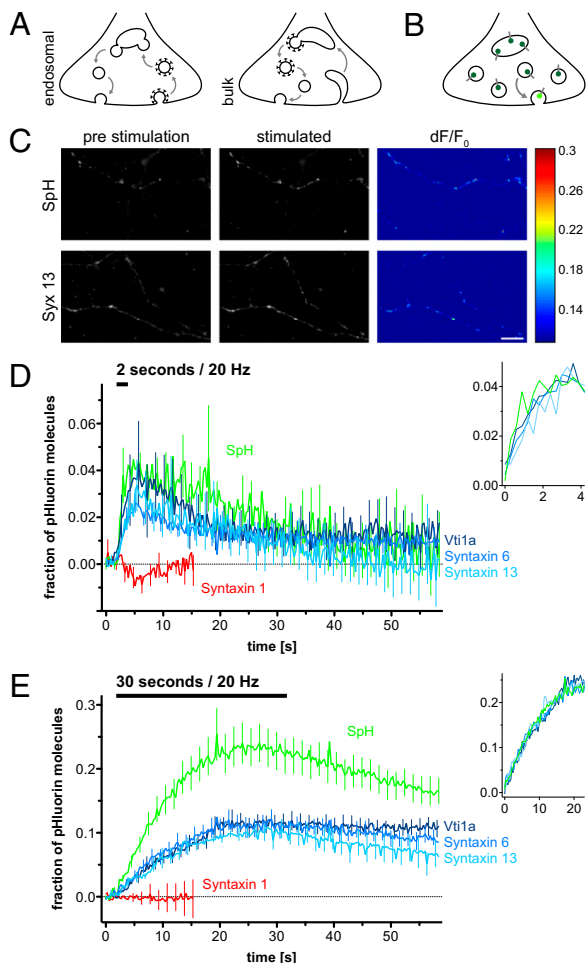 A
endosomal
bulk
B
C
pre stimulation
stimulated
dF/F0
SpH
Syx 13
0.3
0.26
0.22
0.18
0.14
D
2 seconds / 20 Hz
fraction of pHluorin molecules
0.06
0.04
0.02
0.00
SpH
Vti1a
Syntaxin 6
Syntaxin 13
Syntaxin 1
0 10 20 30 40 50
time [s]
0.04
0.02
0.00
0 2 4
E
30 seconds / 20 Hz
fraction of pHluorin molecules
0.3
0.2
0.1
0.0
SpH
Vti1a
Syntaxin 6
Syntaxin 13
Syntaxin 1
0 10 20 30 40 50
time [s]
0.2
0.1
0.0
0 10 20